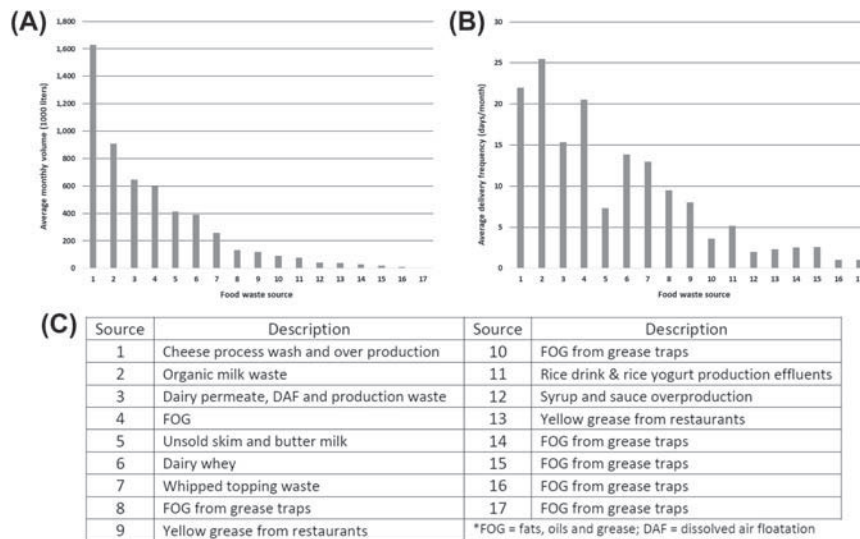 (A)
1,800
1,600
1,400
1,200
1,000
800
600
400
200
0
Average monthly volume (1000 liters)
1 2 3 4 5 6 7 8 9 10 11 12 13 14 15 16 17
Food waste source
(B)
30
25
20
15
10
5
0
Average delivery frequency (days/month)
1 2 3 4 5 6 7 8 9 10 11 12 13 14 15 16
Food waste source
(C)
Source Description Source Description
1 Cheese process wash and over production 10 FOG from grease traps
2 Organic milk waste 11 Rice drink & rice yogurt production effluents
3 Dairy permeate, DAF and production waste 12 Syrup and sauce overproduction
4 FOG 13 Yellow grease from restaurants
5 Unsold skim and butter milk 14 FOG from grease traps
6 Dairy whey 15 FOG from grease traps
7 Whipped topping waste 16 FOG from grease traps
8 FOG from grease traps 17 FOG from grease traps
9 Yellow grease from restaurants *FOG = fats, oils and grease; DAF = dissolved air floatation